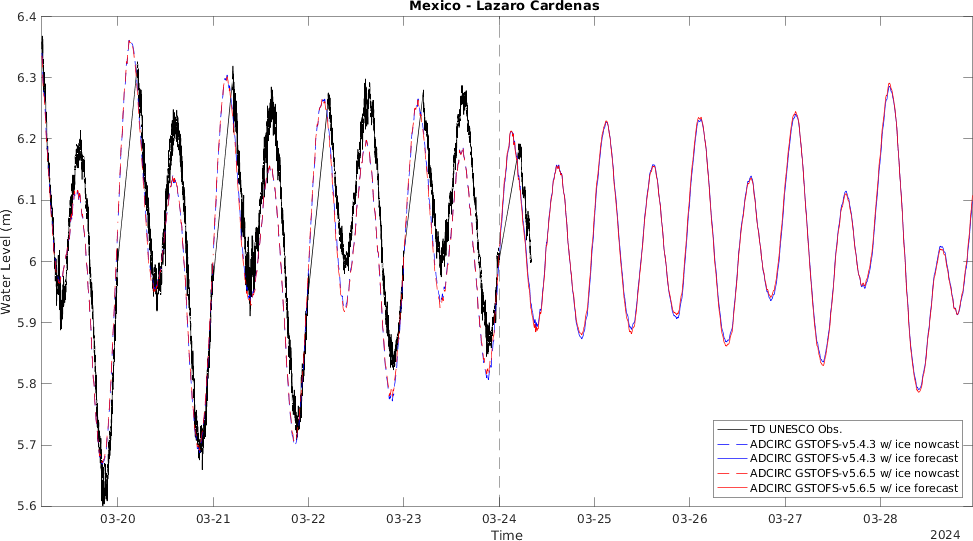 Mexico - Lazaro Cardenas
6.4
6.3
6.2
6.1
6
5.9
5.8
5.7
5.6
Water Level (m)
03-20
03-21
03-22
03-23
03-24
03-25
03-26
03-27
03-28
Time
2024
TD UNESCO Obs.
ADCIRC GSTOFS-v5.4.3 w/ ice nowcast
ADCIRC GSTOFS-v5.4.3 w/ ice forecast
ADCIRC GSTOFS-v5.6.5 w/ ice nowcast
ADCIRC GSTOFS-v5.6.5 w/ ice forecast